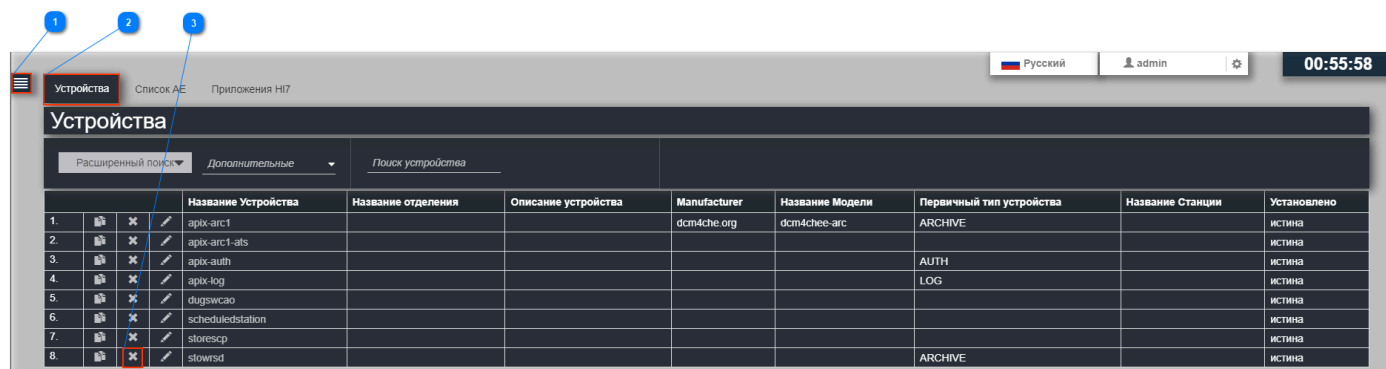 1 2 3
Русский admin 00:55:58
Устройства Список AE Приложения Hl7
Устройства
Расширенный поиск Дополнительные Поиск устройства
Название Устройства Название отделения Описание устройства Manufacturer Название Модели Первичный тип устройства Название Станции Установлено
1. apix-arc1 dcm4che.org dcm4chee-arc ARCHIVE истина
2. apix-arc1-ats истина
3. apix-auth AUTH истина
4. apix-log LOG истина
5. dugswcao истина
6. scheduledstation истина
7. storescp истина
8. stowrsd ARCHIVE истина